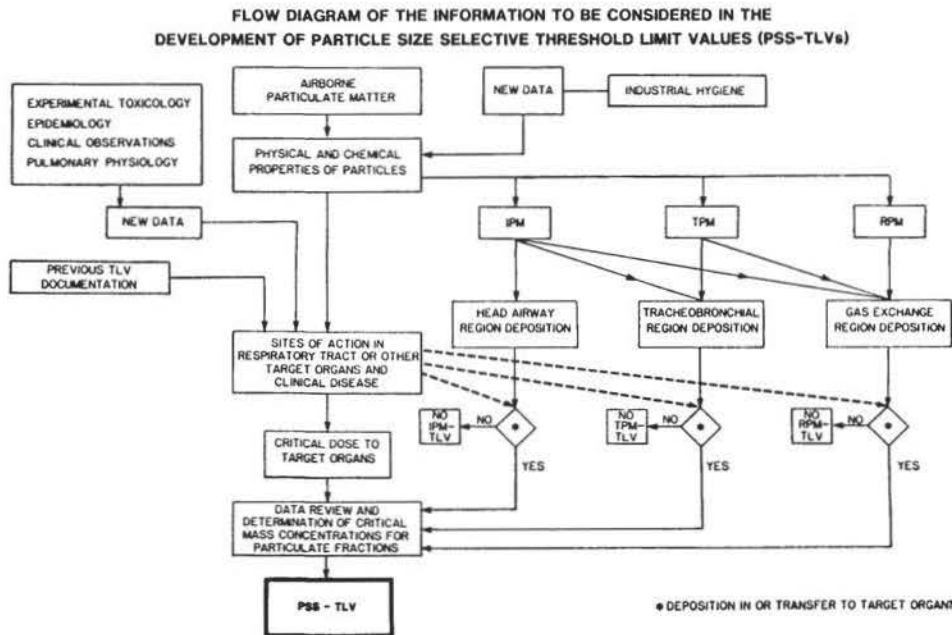 FLOW DIAGRAM OF THE INFORMATION TO BE CONSIDERED IN THE
DEVELOPMENT OF PARTICLE SIZE SELECTIVE THRESHOLD LIMIT VALUES (PSS-TLVs)
EXPERIMENTAL TOXICOLOGY
EPIDEMIOLOGY
CLINICAL OBSERVATIONS
PULMONARY PHYSIOLOGY
AIRBORNE
PARTICULATE MATTER
NEW DATA
INDUSTRIAL HYGIENE
PHYSICAL AND CHEMICAL
PROPERTIES OF PARTICLES
NEW DATA
IPM
TPM
RPM
PREVIOUS TLV
DOCUMENTATION
HEAD AIRWAY
REGION DEPOSITION
TRACHEOBRONCHIAL
REGION DEPOSITION
GAS EXCHANGE
REGION DEPOSITION
SITES OF ACTION IN
RESPIRATORY TRACT OR OTHER
TARGET ORGANS AND
CLINICAL DISEASE
NO
IPM-
TLV
NO
*
NO
TPM-
TLV
NO
*
NO
RPM-
TLV
NO
*
CRITICAL DOSE TO
TARGET ORGANS
YES
YES
YES
DATA REVIEW AND
DETERMINATION OF CRITICAL
MASS CONCENTRATIONS FOR
PARTICULATE FRACTIONS
PSS - TLV
* DEPOSITION IN OR TRANSFER TO TARGET ORGAN